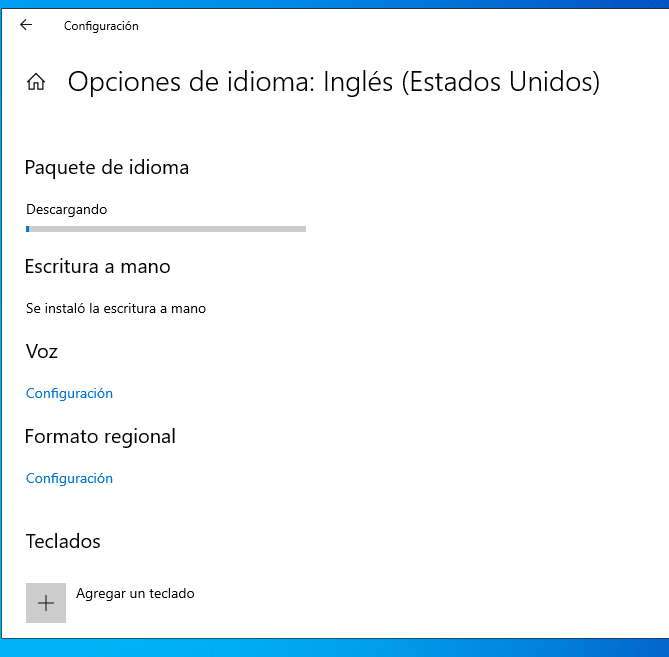 Configuración
Opciones de idioma: Inglés (Estados Unidos)
Paquete de idioma
Descargando
Escritura a mano
Se instaló la escritura a mano
Voz
Configuración
Formato regional
Configuración
Teclados
Agregar un teclado